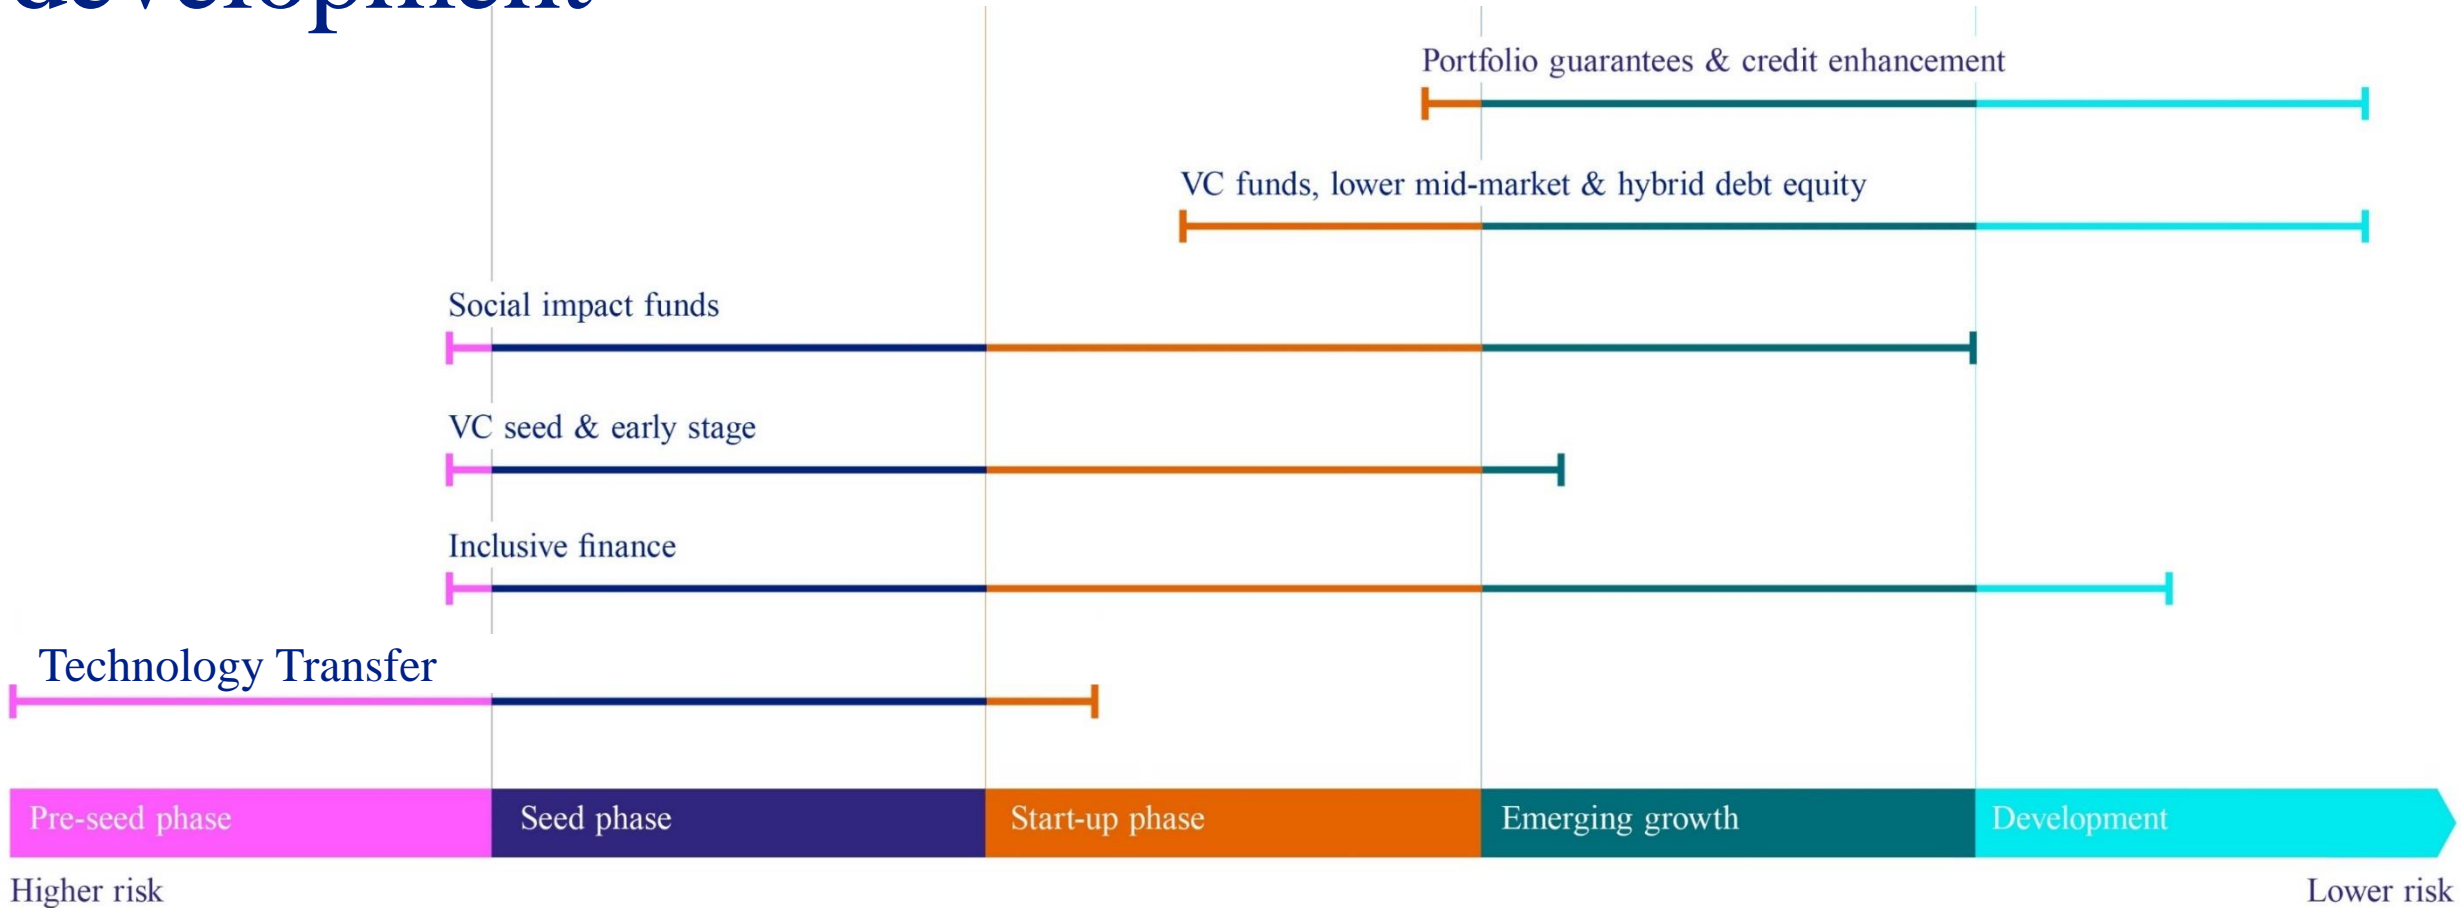 development
Portfolio guarantees & credit enhancement
VC funds, lower mid-market & hybrid debt equity
Social impact funds
VC seed & early stage
Inclusive finance
Technology Transfer
Pre-seed phase
Seed phase
Start-up phase
Emerging growth
Development
Higher risk
Lower risk